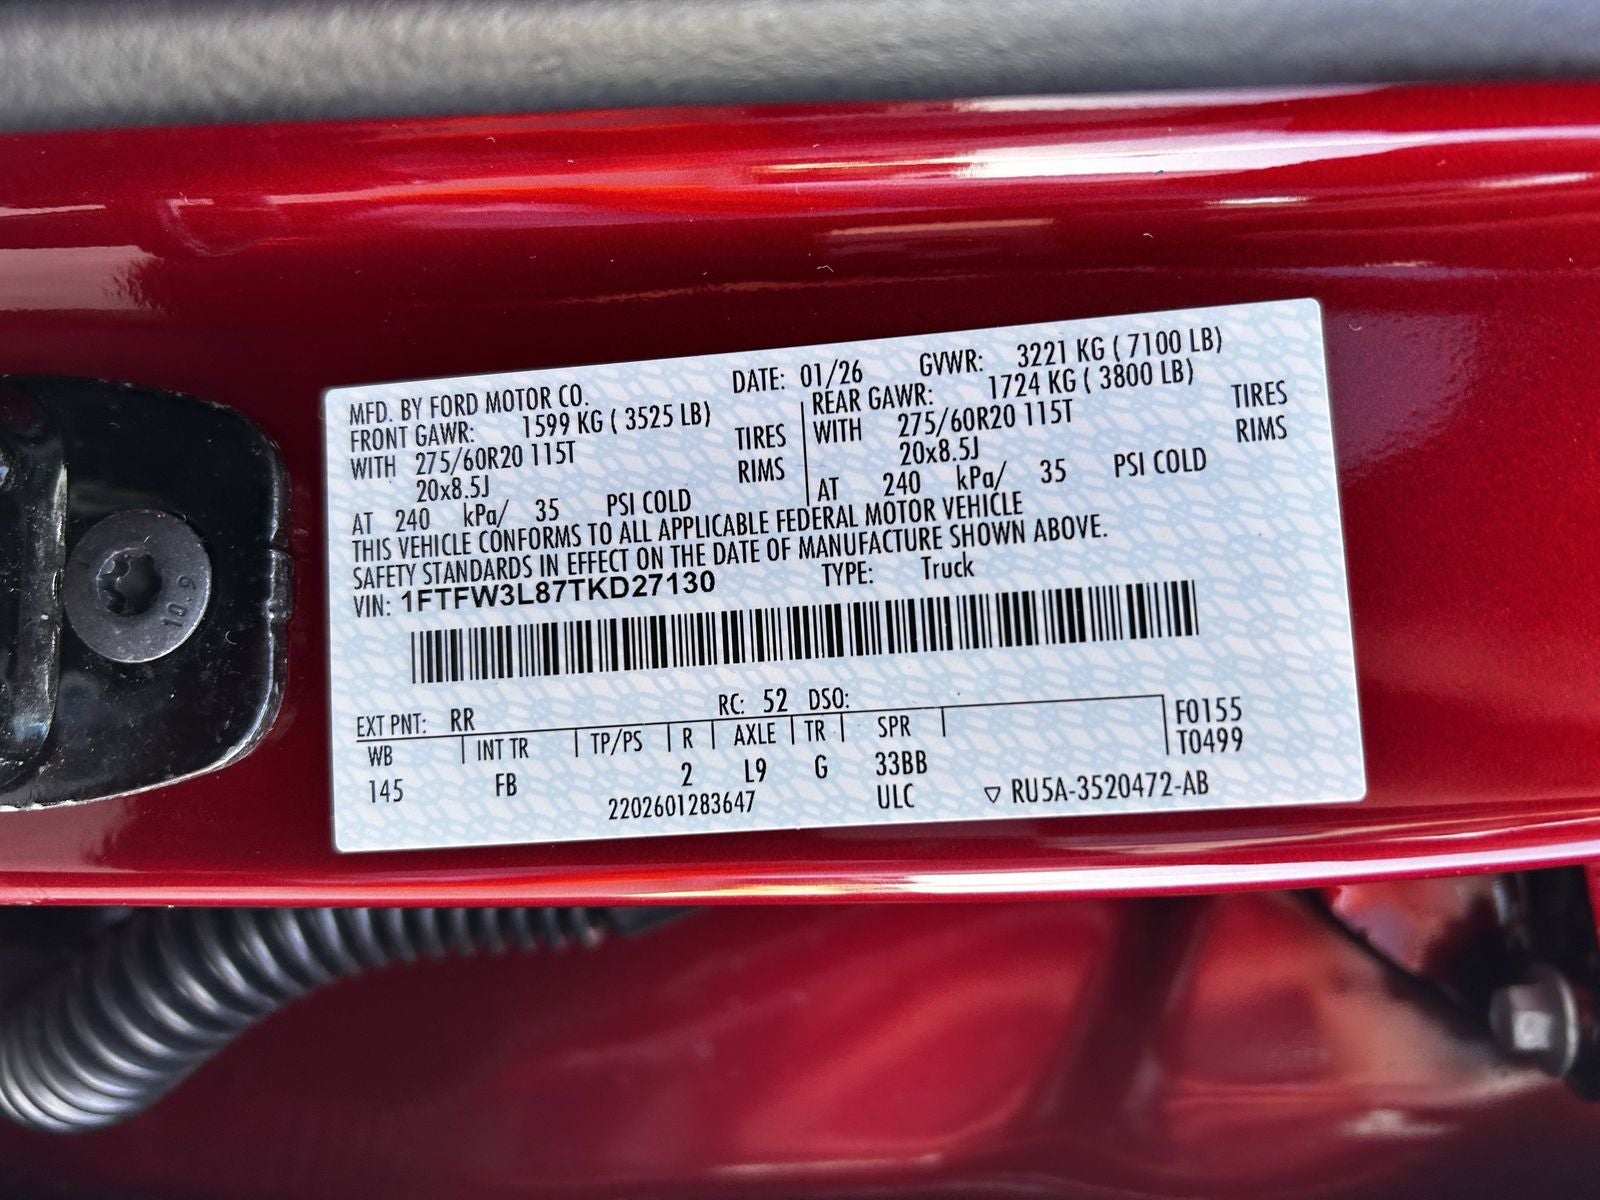 MFD. BY FORD MOTOR CO. DATE: 01/26 GVWR: 3221 KG ( 7100 LB)
FRONT GAWR: 1599 KG ( 3525 LB) REAR GAWR: 1724 KG ( 3800 LB)
WITH 275/60R20 115T TIRES WITH 275/60R20 115T TIRES
20x8.5J RIMS 20x8.5J RIMS
AT 240 kPa/ 35 PSI COLD AT 240 kPa/ 35 PSI COLD
THIS VEHICLE CONFORMS TO ALL APPLICABLE FEDERAL MOTOR VEHICLE
SAFETY STANDARDS IN EFFECT ON THE DATE OF MANUFACTURE SHOWN ABOVE.
VIN: 1FTFW3L87TKD27130 TYPE: Truck
EXT PNT: RR RC: 52 DSO:
WB INT TR TP/PS R AXLE TR SPR F0155
145 FB 2 L9 G 33BB T0499
2202601283647 ULC ▽ RU5A-3520472-AB
10.9